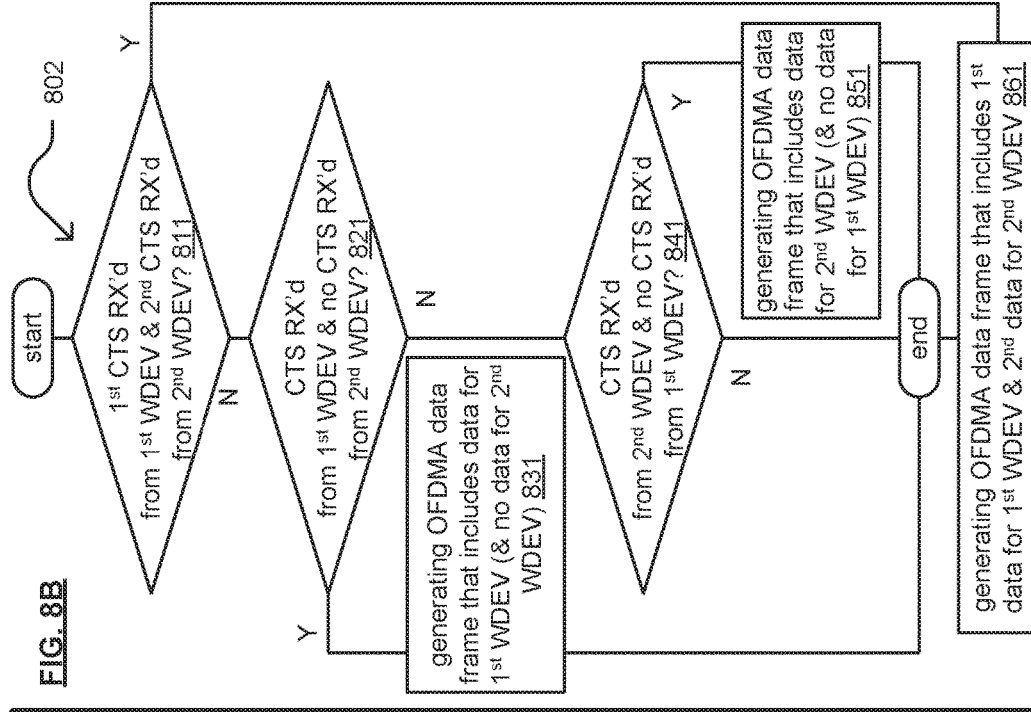 FIG. 8B
802
start
1st CTS RX'd
from 1st WDEV & 2nd CTS RX'd
from 2nd WDEV? 811
Y
N
CTS RX'd
from 1st WDEV & no CTS RX'd
from 2nd WDEV? 821
Y
N
generating OFDMA data
frame that includes data for
1st WDEV (& no data for 2nd
WDEV) 831
CTS RX'd
from 2nd WDEV & no CTS RX'd
from 1st WDEV? 841
Y
N
generating OFDMA data
frame that includes data
for 2nd WDEV (& no data
for 1st WDEV) 851
end
generating OFDMA data frame that includes 1st
data for 1st WDEV & 2nd data for 2nd WDEV 861